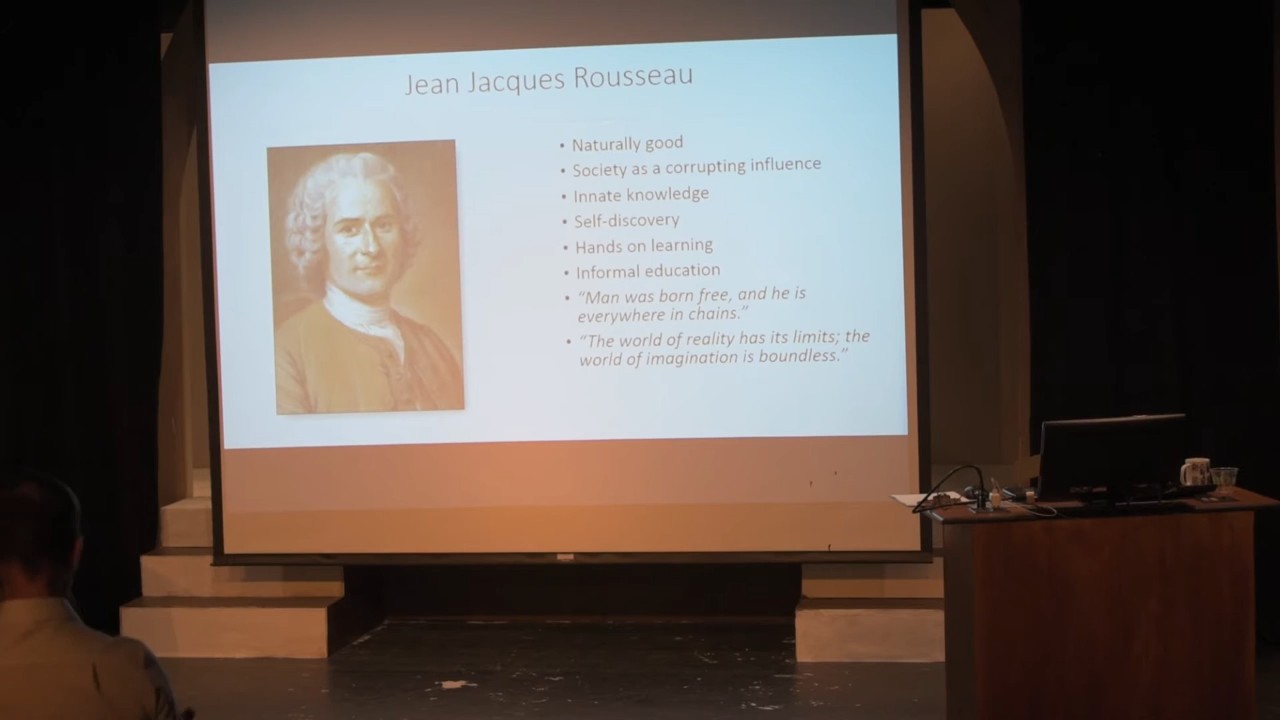 Jean Jacques Rousseau
• Naturally good
• Society as a corrupting influence
• Innate knowledge
• Self-discovery
• Hands on learning
• Informal education
• “Man was born free, and he is
everywhere in chains.”
• “The world of reality has its limits; the
world of imagination is boundless.”